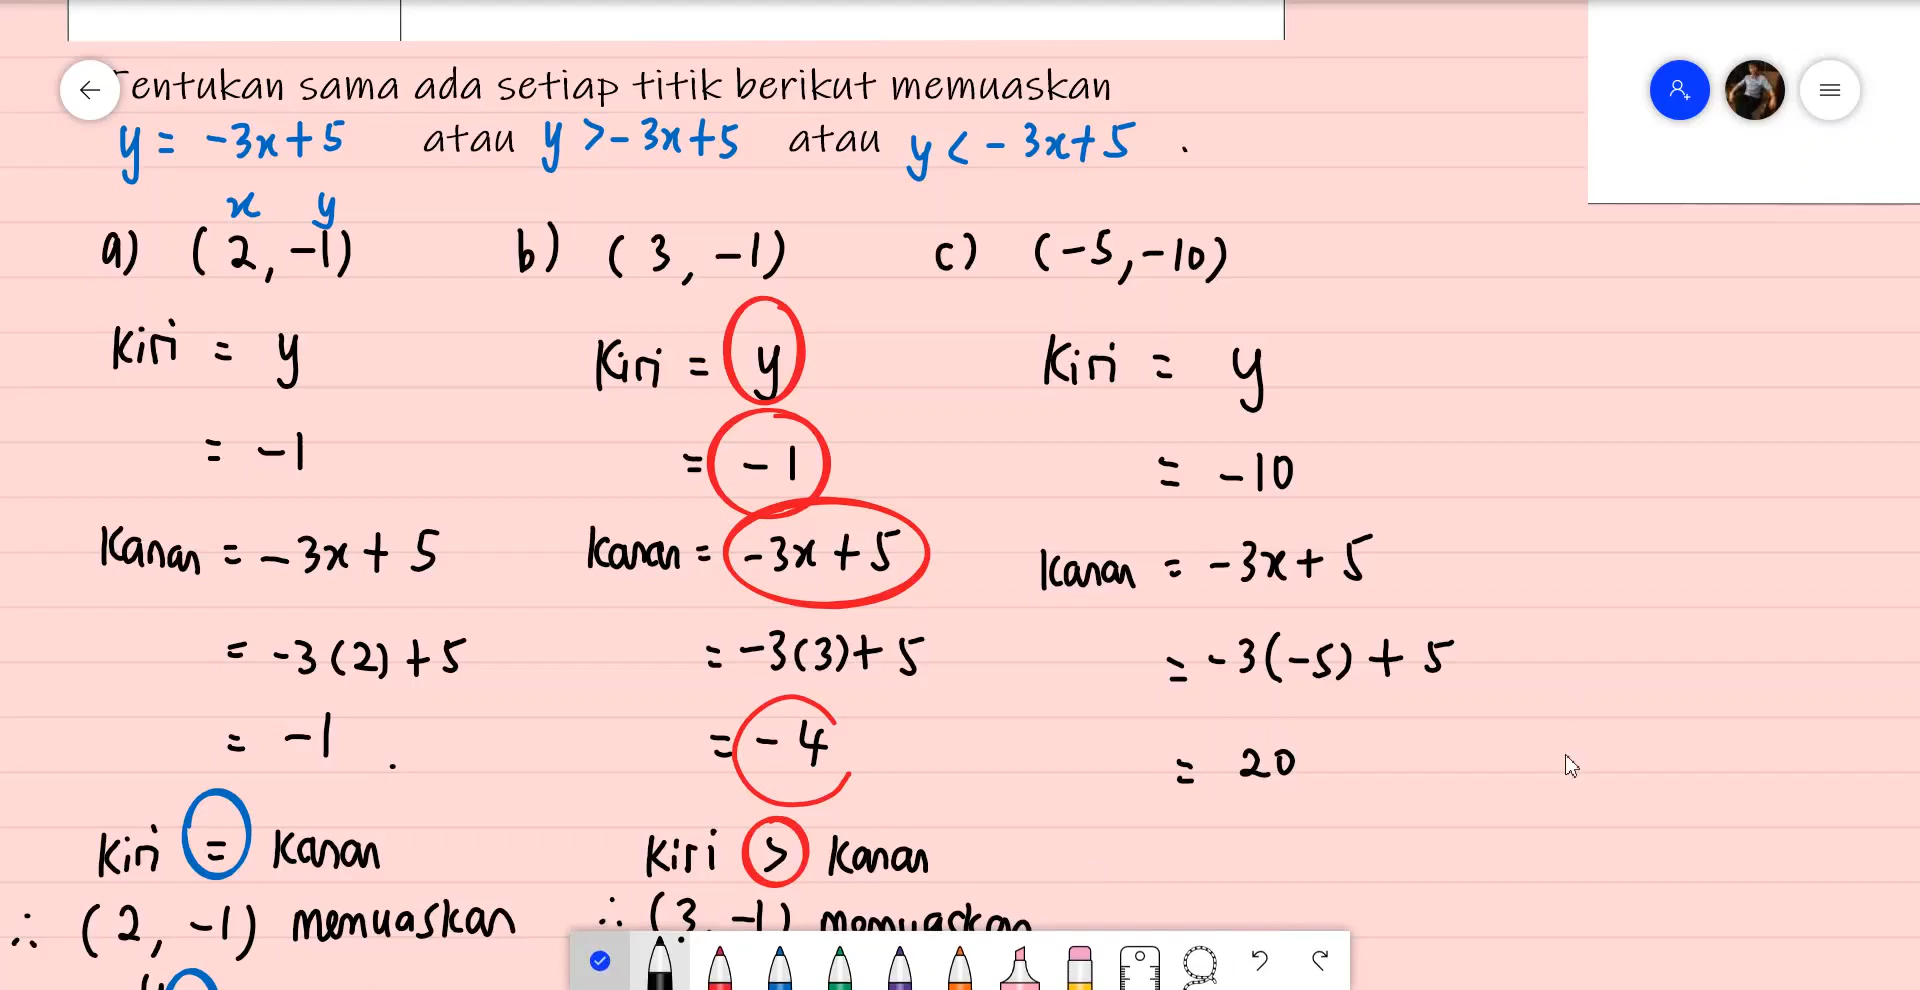 entukan sama ada setiap titik berikut memuaskan
y = -3x+5 atau y >-3x+5 atau y < -3x+5 .
x y
a) (2, -1) b) (3, -1) c) (-5, -10)
Kiri = y
= -1
Kanan = -3x + 5
= -3(2) +5
= -1 .
Kiri = Kanan
∴ (2, -1) memuaskan
Kiri = y
= -1
Kanan = -3x + 5
= -3(3) + 5
= -4
Kiri > Kanan
∴ (3, -1) memuaskan
Kiri = y
= -10
Kanan = -3x + 5
= -3(-5) + 5
= 20